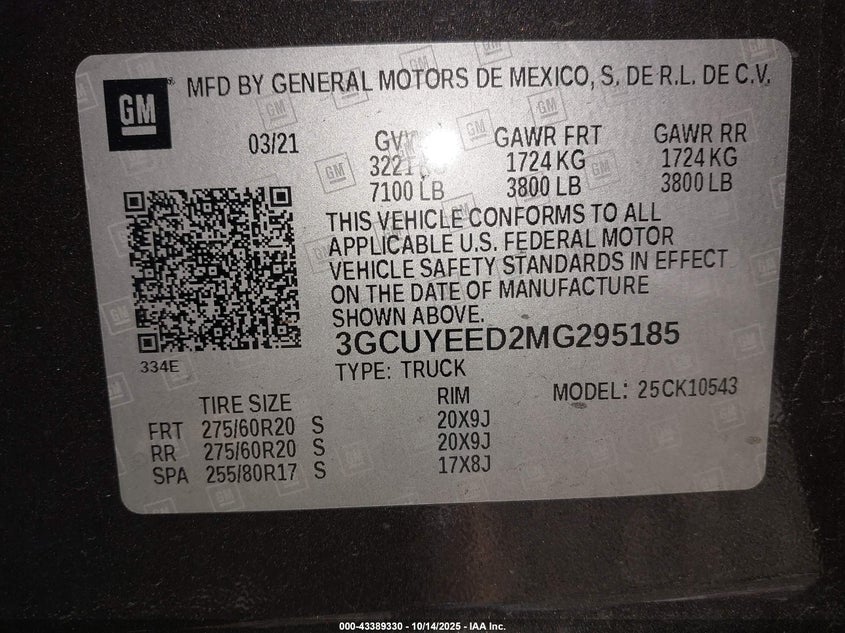 GM
MFD BY GENERAL MOTORS DE MEXICO, S. DE R.L. DE C.V.
03/21 GAWR FRT GAWR RR
1724 KG 1724 KG
7100 LB 3800 LB 3800 LB
THIS VEHICLE CONFORMS TO ALL
APPLICABLE U.S. FEDERAL MOTOR
VEHICLE SAFETY STANDARDS IN EFFECT
ON THE DATE OF MANUFACTURE
SHOWN ABOVE.
3GCUYEED2MG295185
334E TYPE: TRUCK
TIRE SIZE RIM MODEL: 25CK10543
FRT 275/60R20 S 20X9J
RR 275/60R20 S 20X9J
SPA 255/80R17 S 17X8J
000-43389330 - 10/14/2025 - IAA Inc.